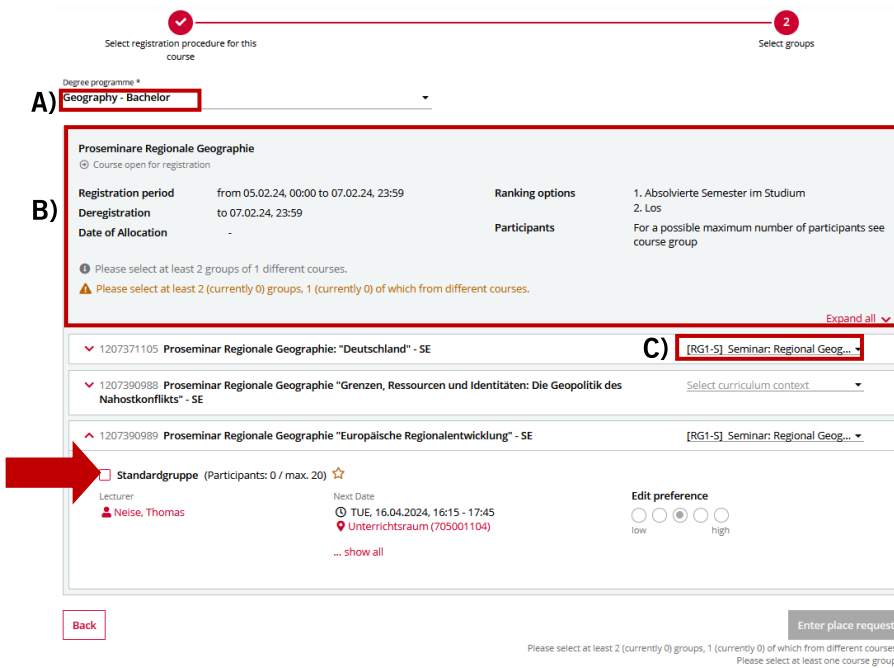 2
Select registration procedure for this
course
Select groups
Degree programme *
A) Geography - Bachelor
B)
Proseminare Regionale Geographie
Course open for registration
Registration period from 05.02.24, 00:00 to 07.02.24, 23:59
Deregistration to 07.02.24, 23:59
Date of Allocation -
Ranking options 1. Absolvierte Semester im Studium
2. Los
Participants For a possible maximum number of participants see
course group
Please select at least 2 groups of 1 different courses.
Please select at least 2 (currently 0) groups, 1 (currently 0) of which from different courses.
Expand all
1207371105 Proseminar Regionale Geographie: "Deutschland" - SE C) [RG1-S] Seminar: Regional Geog...
1207390988 Proseminar Regionale Geographie "Grenzen, Ressourcen und Identitäten: Die Geopolitik des
Nahostkonflikts" - SE
Select curriculum context
1207390989 Proseminar Regionale Geographie "Europäische Regionalentwicklung" - SE [RG1-S] Seminar: Regional Geog...
Standardgruppe (Participants: 0 / max. 20)
Lecturer
Neise, Thomas
Next Date
TUE, 16.04.2024, 16:15 - 17:45
Unterrichtsraum (705001104)
... show all
Edit preference
low high
Back Enter place request
Please select at least 2 (currently 0) groups, 1 (currently 0) of which from different course
Please select at least one course group